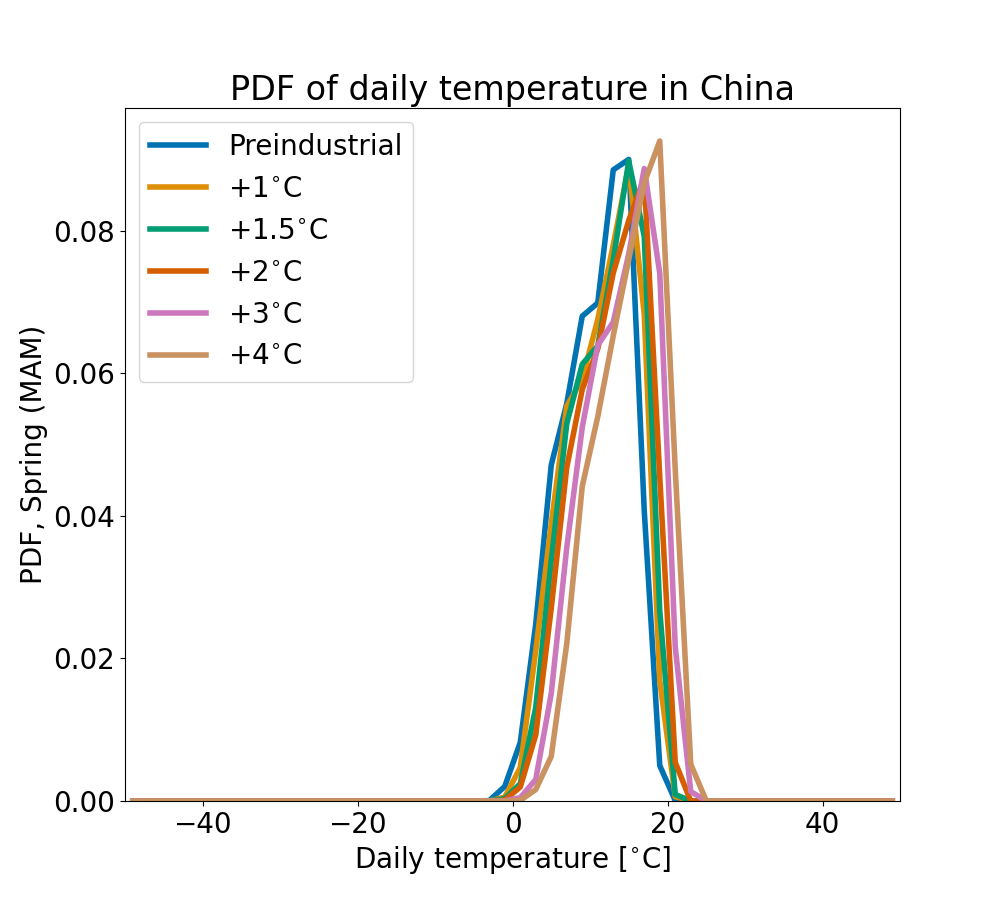 PDF of daily temperature in China
Preindustrial
+1°C
+1.5°C
+2°C
+3°C
+4°C
PDF, Spring (MAM)
0.08
0.06
0.04
0.02
0.00
−40
−20
0
20
40
Daily temperature [°C]